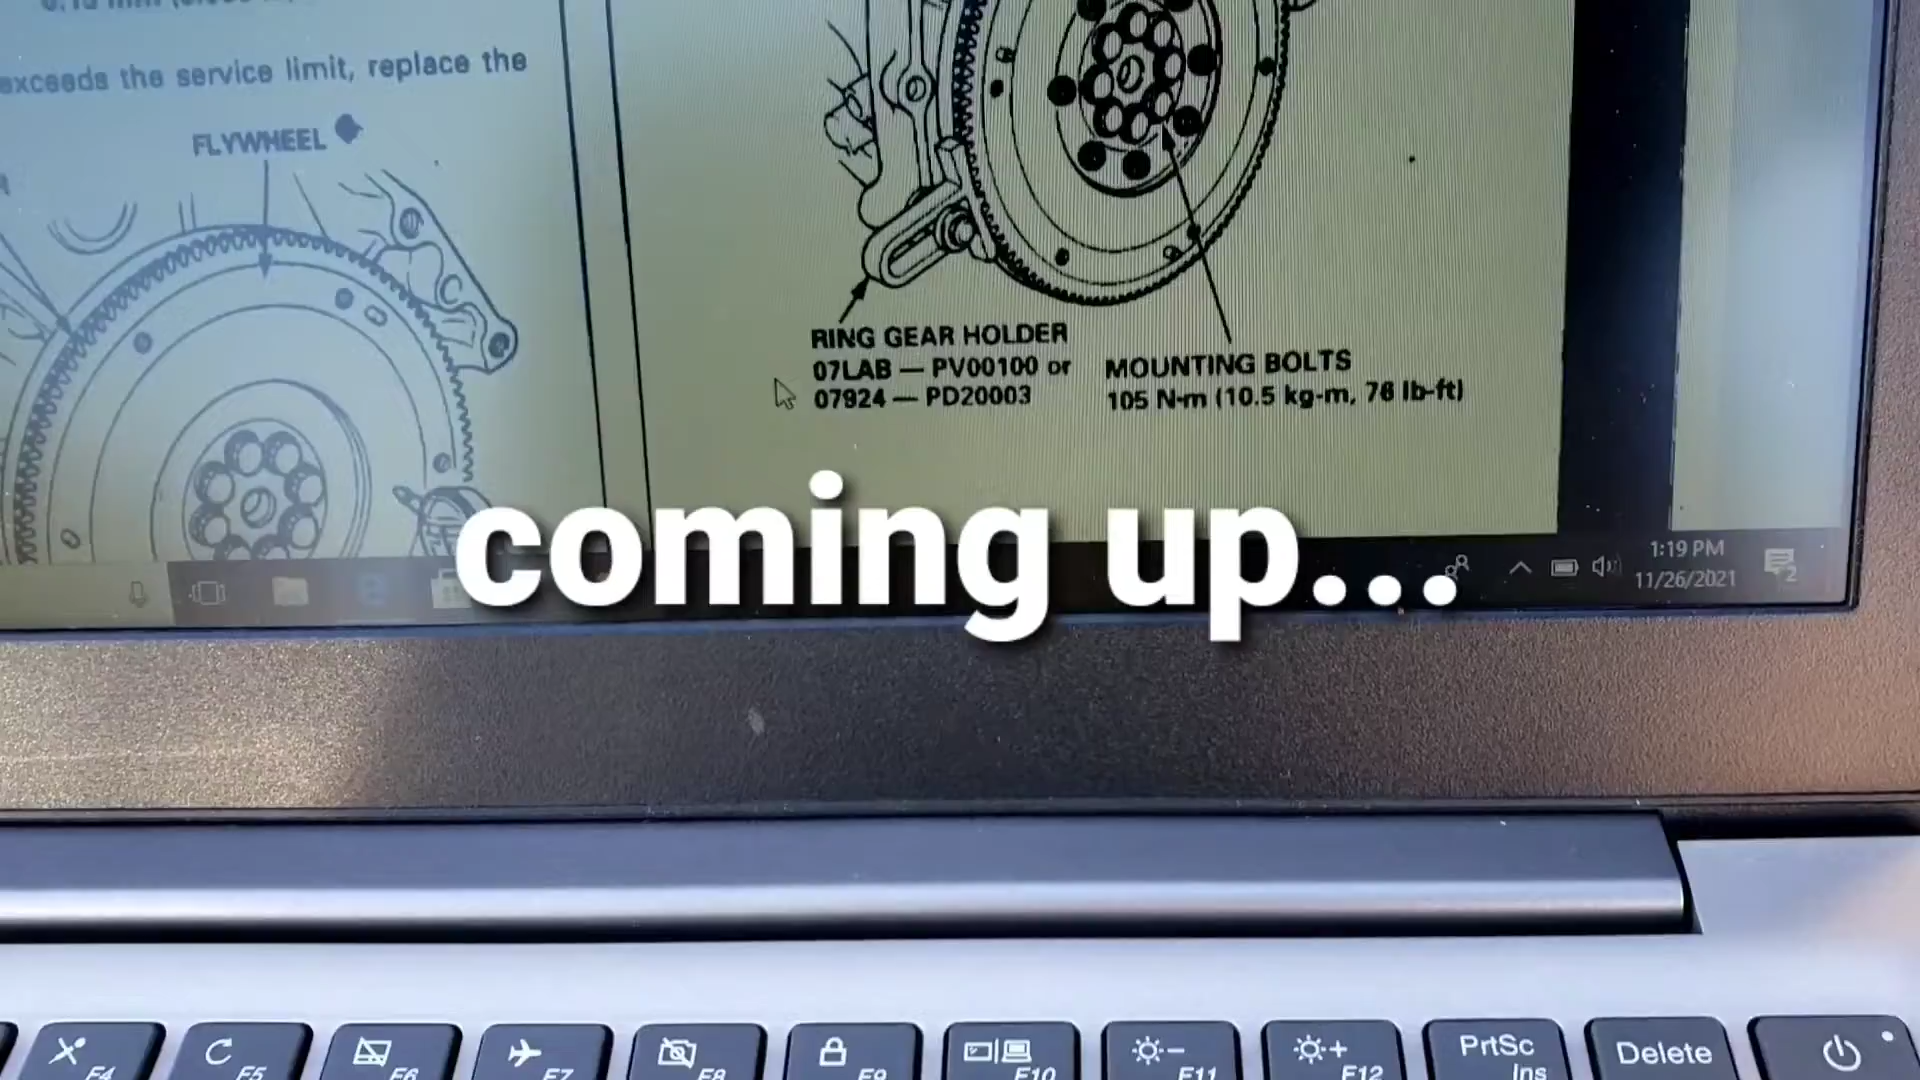 exceeds the service limit, replace the
FLYWHEEL
RING GEAR HOLDER
07LAB — PV00100 or
07924 — PD20003
MOUNTING BOLTS
105 N·m (10.5 kg-m, 76 lb-ft)
coming up...
1:19 PM
11/26/2021
2
F4
F5
F6
F7
F8
F9
F10
F11
F12
PrtSc
Ins
Delete